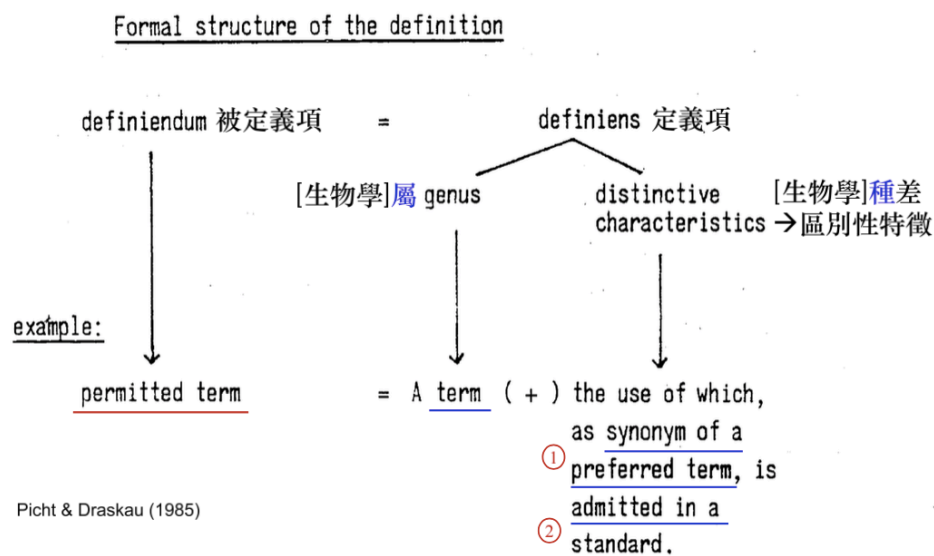 Formal structure of the definition
definiendum 被定義項 = definiens 定義項
[生物學]屬 genus
distinctive [生物學]種差
characteristics → 區別性特徵
example:
permitted term = A term ( + ) the use of which,
as synonym of a
① preferred term, is
admitted in a
② standard.
Picht & Draskau (1985)